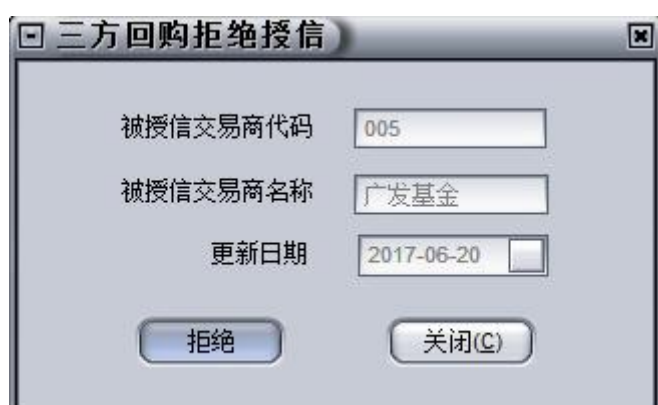 三方回购拒绝授信
被授信交易商代码 005
被授信交易商名称 广发基金
更新日期 2017-06-20
拒绝 关闭(C)